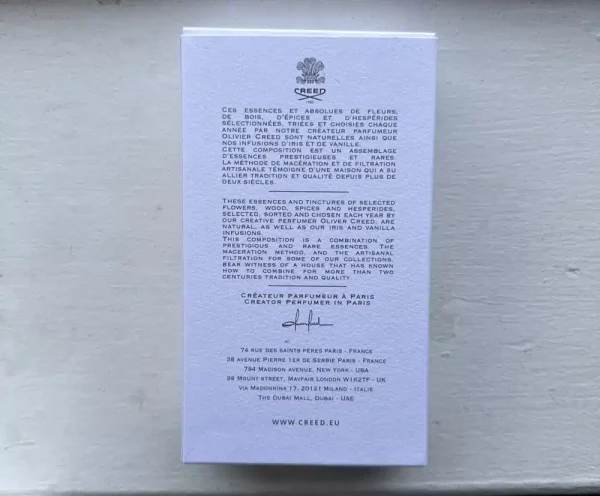 CREED
1760
CES ESSENCES ET ABSOLUES DE FLEURS,
DE BOIS, D'ÉPICES ET D'HESPÉRIDES
SÉLECTIONNÉES, TRIÉES ET CHOISIES CHAQUE
ANNÉE PAR NOTRE CRÉATEUR PARFUMEUR
OLIVIER CREED SONT NATURELLES AINSI QUE
NOS INFUSIONS D'IRIS ET DE VANILLE.
CETTE COMPOSITION EST UN ASSEMBLAGE
D'ESSENCES PRESTIGIEUSES ET RARES.
LA MÉTHODE DE MACÉRATION ET DE FILTRATION
ARTISANALE TÉMOIGNE D'UNE MAISON QUI A SU
ALLIER TRADITION ET QUALITÉ DEPUIS PLUS DE
DEUX SIÈCLES.
THESE ESSENCES AND TINCTURES OF SELECTED
FLOWERS, WOOD, SPICES AND HESPERIDES,
SELECTED, SORTED AND CHOSEN EACH YEAR BY
OUR CREATIVE PERFUMER OLIVER CREED, ARE
NATURAL, AS WELL AS OUR IRIS AND VANILLA
INFUSIONS.
THIS COMPOSITION IS A COMBINATION OF
PRESTIGIOUS AND RARE ESSENCES. THE
MACERATION METHOD, AND THE ARTISANAL
FILTRATION FOR SOME OF OUR COLLECTIONS,
BEAR WITNESS OF A HOUSE THAT HAS KNOWN
HOW TO COMBINE FOR MORE THAN TWO
CENTURIES TRADITION AND QUALITY.
CRÉATEUR PARFUMEUR À PARIS
CREATOR PERFUMER IN PARIS
74 RUE DES SAINTS PÈRES PARIS - FRANCE
38 AVENUE PIERRE 1ER DE SERBIE PARIS - FRANCE
794 MADISON AVENUE, NEW YORK - USA
99 MOUNT STREET, MAYFAIR LONDON W1K2TF - UK
VIA MADONNINA 17, 20121 MILANO - ITALIE
THE DUBAI MALL, DUBAI - UAE
WWW.CREED.EU